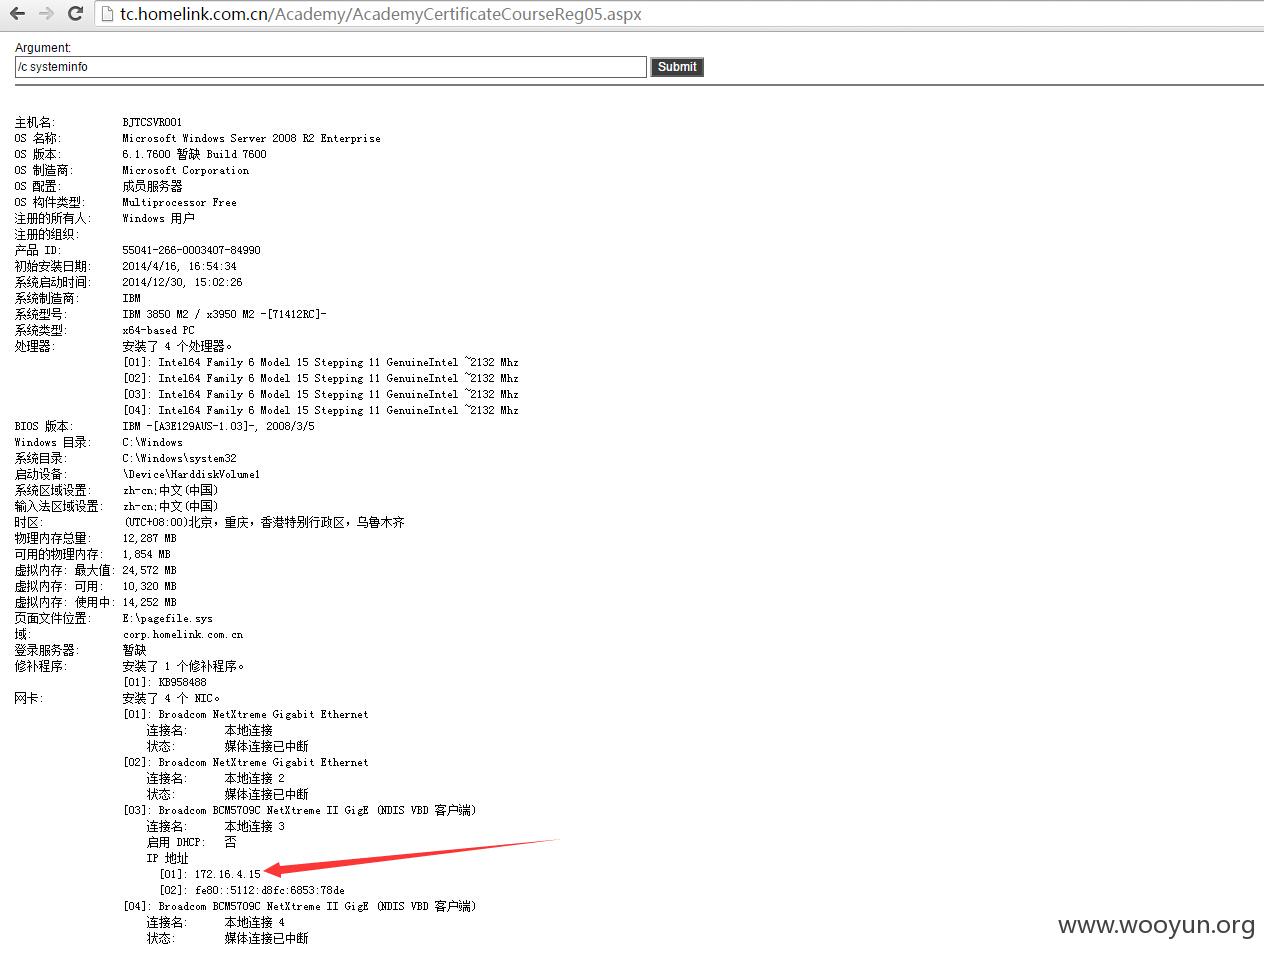 tc.homelink.com.cn/Academy/AcademyCertificateCourseReg05.aspx
Argument:
/c systeminfo Submit
主机名: BJTCSVR001
OS 名称: Microsoft Windows Server 2008 R2 Enterprise
OS 版本: 6.1.7600 暂缺 Build 7600
OS 制造商: Microsoft Corporation
OS 配置: 成员服务器
OS 构件类型: Multiprocessor Free
注册的所有人: Windows 用户
注册的组织:
产品 ID: 55041-266-0003407-84990
初始安装日期: 2014/4/16, 16:54:34
系统启动时间: 2014/12/30, 15:02:26
系统制造商: IBM
系统型号: IBM 3850 M2 / x3950 M2 -[71412RC]-
系统类型: x64-based PC
处理器: 安装了 4 个处理器。
[01]: Intel64 Family 6 Model 15 Stepping 11 GenuineIntel ~2132 Mhz
[02]: Intel64 Family 6 Model 15 Stepping 11 GenuineIntel ~2132 Mhz
[03]: Intel64 Family 6 Model 15 Stepping 11 GenuineIntel ~2132 Mhz
[04]: Intel64 Family 6 Model 15 Stepping 11 GenuineIntel ~2132 Mhz
BIOS 版本: IBM -[A3E129AUS-1.03]-, 2008/3/5
Windows 目录: C:\Windows
系统目录: C:\Windows\system32
启动设备: \Device\HarddiskVolume1
系统区域设置: zh-cn;中文(中国)
输入法区域设置: zh-cn;中文(中国)
时区: (UTC+08:00)北京，重庆，香港特别行政区，乌鲁木齐
物理内存总量: 12,287 MB
可用的物理内存: 1,854 MB
虚拟内存: 最大值: 24,572 MB
虚拟内存: 可用: 10,320 MB
虚拟内存: 使用中: 14,252 MB
页面文件位置: E:\pagefile.sys
域: corp.homelink.com.cn
登录服务器: 暂缺
修补程序: 安装了 1 个修补程序。
[01]: KB958488
网卡: 安装了 4 个 NIC。
[01]: Broadcom NetXtreme Gigabit Ethernet
连接名: 本地连接
状态: 媒体连接已中断
[02]: Broadcom NetXtreme Gigabit Ethernet
连接名: 本地连接 2
状态: 媒体连接已中断
[03]: Broadcom BCM5709C NetXtreme II GigE (NDIS VBD 客户端)
连接名: 本地连接 3
启用 DHCP: 否
IP 地址
[01]: 172.16.4.15
[02]: fe80::5112:d8fc:6853:78de
[04]: Broadcom BCM5709C NetXtreme II GigE (NDIS VBD 客户端)
连接名: 本地连接 4
状态: 媒体连接已中断
www.wooyun.org